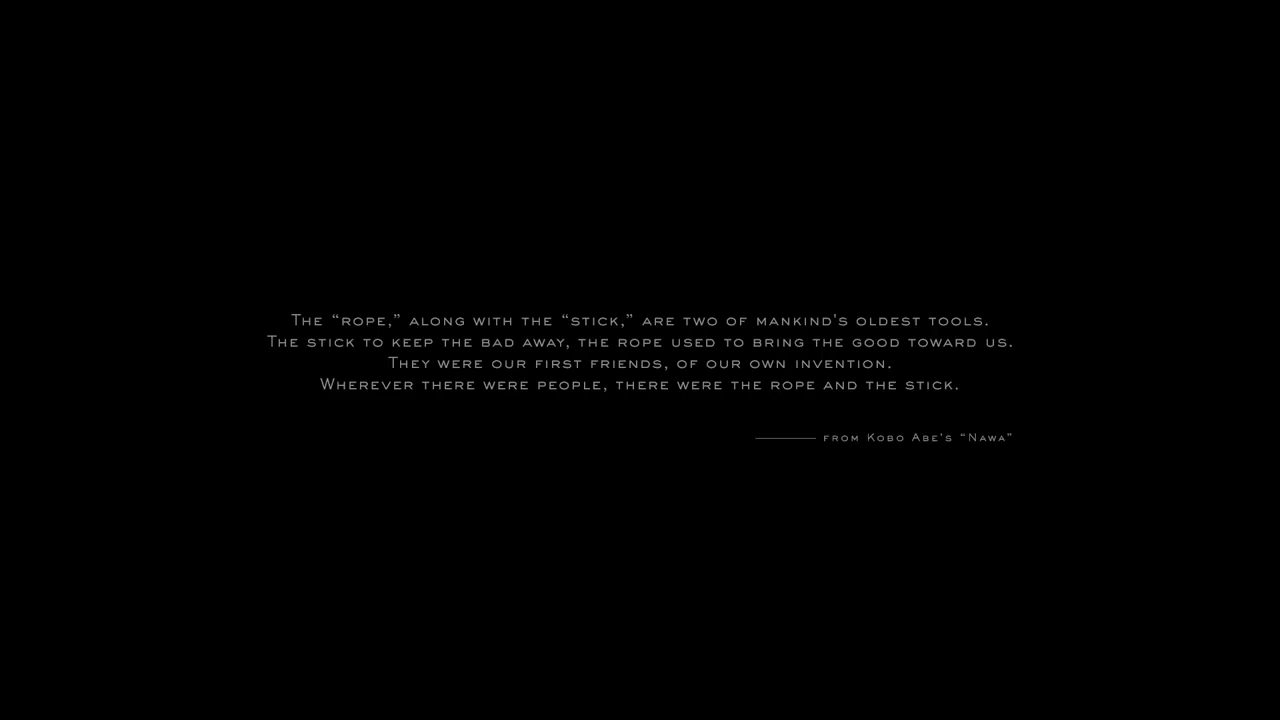 The “rope,” along with the “stick,” are two of mankind's oldest tools.
The stick to keep the bad away, the rope used to bring the good toward us.
They were our first friends, of our own invention.
Wherever there were people, there were the rope and the stick.
from Kobo Abe's “Nawa”